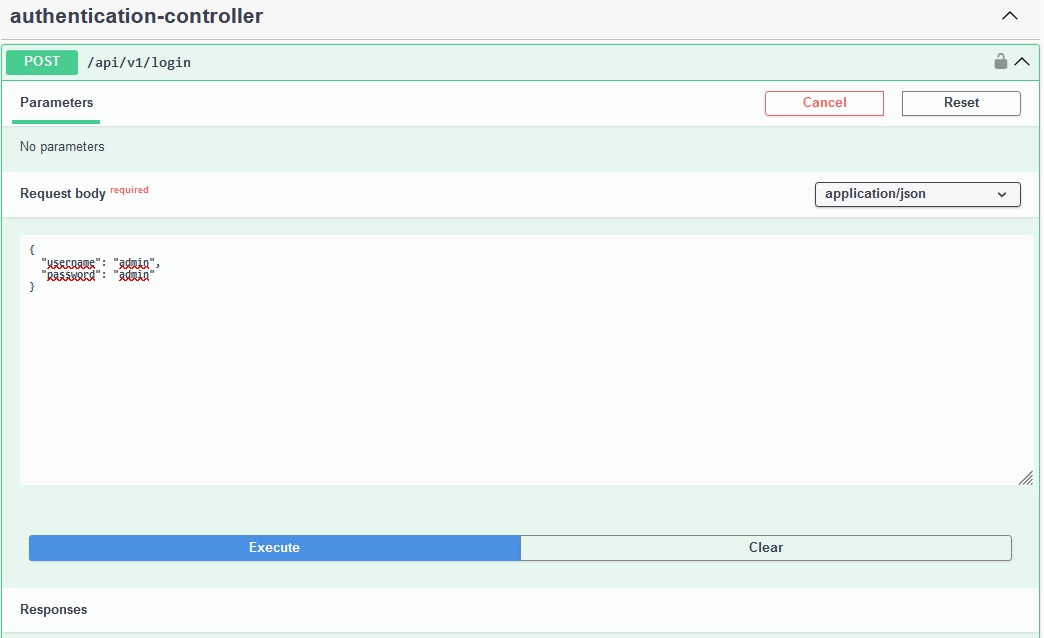 authentication-controller
POST /api/v1/login
Parameters Cancel Reset
No parameters
Request body required application/json
{
  "username": "admin",
  "password": "admin"
}
Execute Clear
Responses